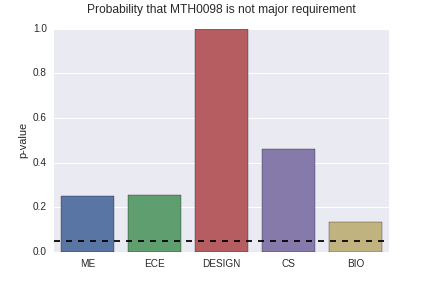 Probability that MTH0098 is not major requirement
1.0
0.8
0.6
0.4
0.2
0.0
p-value
ME ECE DESIGN CS BIO